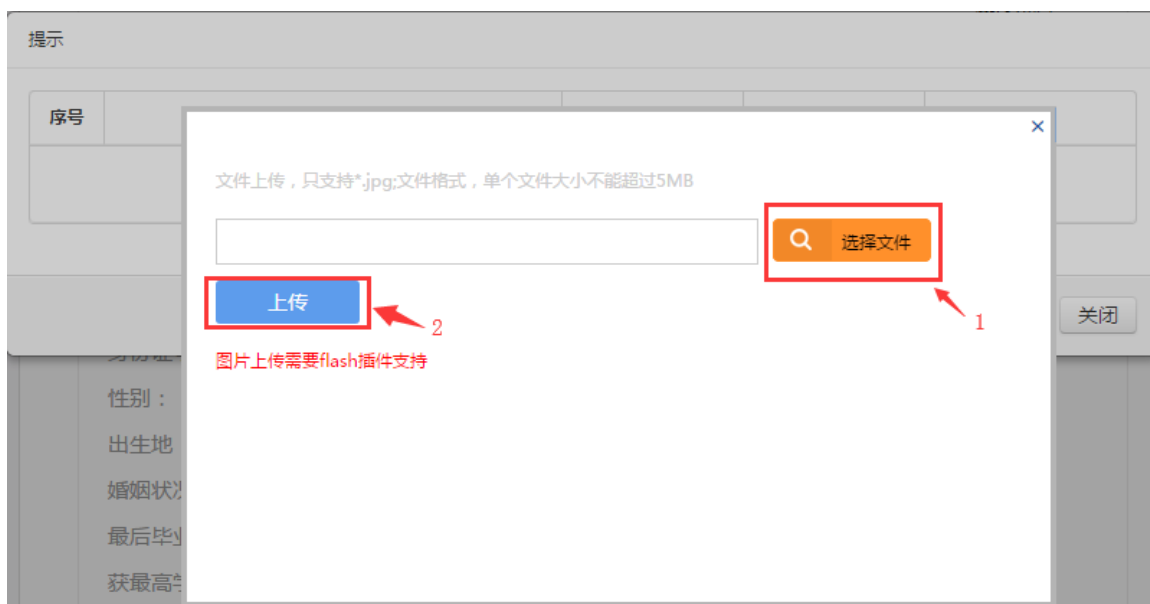 提示
序号
×
文件上传，只支持*.jpg;文件格式，单个文件大小不能超过5MB
选择文件
1
上传
2
关闭
图片上传需要flash插件支持
性别：
出生地
婚姻状
最后毕
获最高